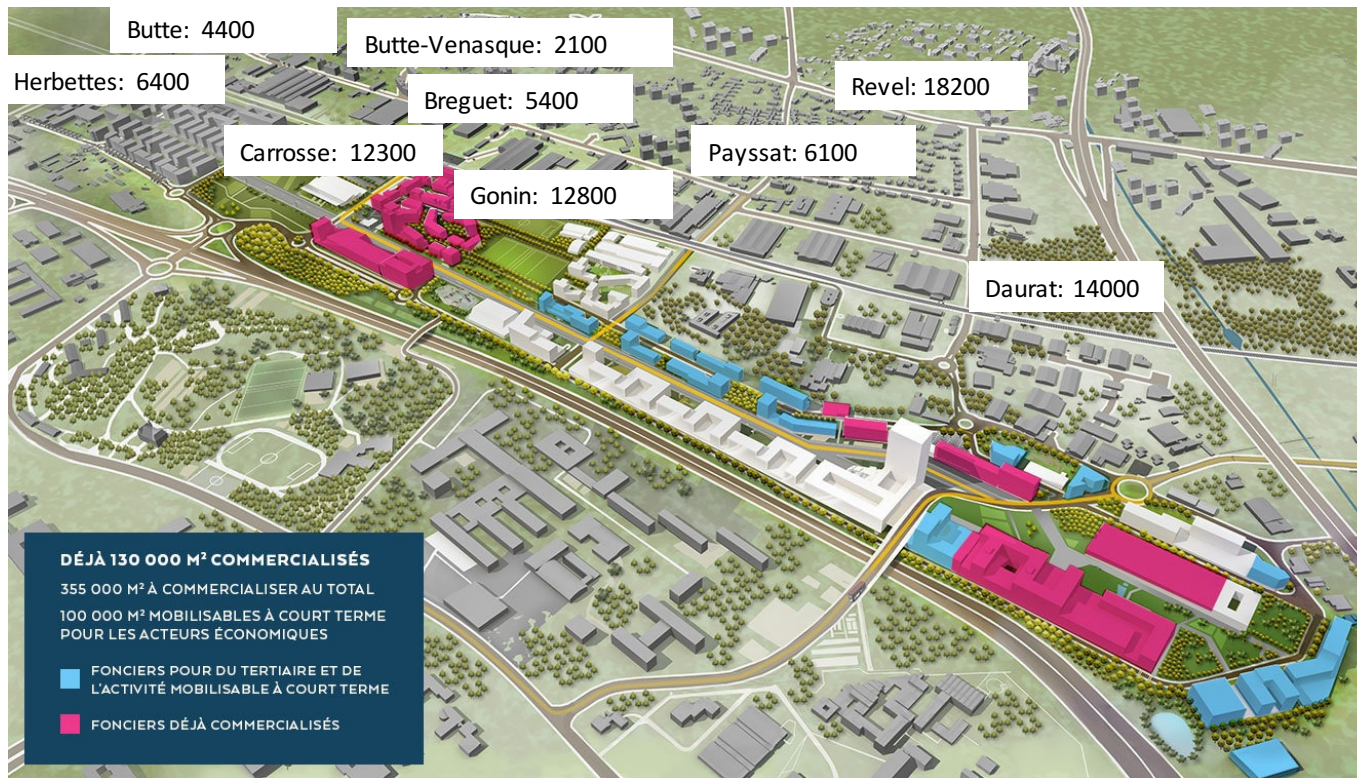 Butte: 4400
Butte-Venasque: 2100
Herbettes: 6400
Breguet: 5400
Revel: 18200
Carrosse: 12300
Payssat: 6100
Gonin: 12800
Daurat: 14000
DÉJÀ 130 000 M² COMMERCIALISÉS
355 000 M² À COMMERCIALISER AU TOTAL
100 000 M² MOBILISABLES À COURT TERME
POUR LES ACTEURS ÉCONOMIQUES
FONCIERS POUR DU TERTIAIRE ET DE
L'ACTIVITÉ MOBILISABLE À COURT TERME
FONCIERS DÉJÀ COMMERCIALISÉS